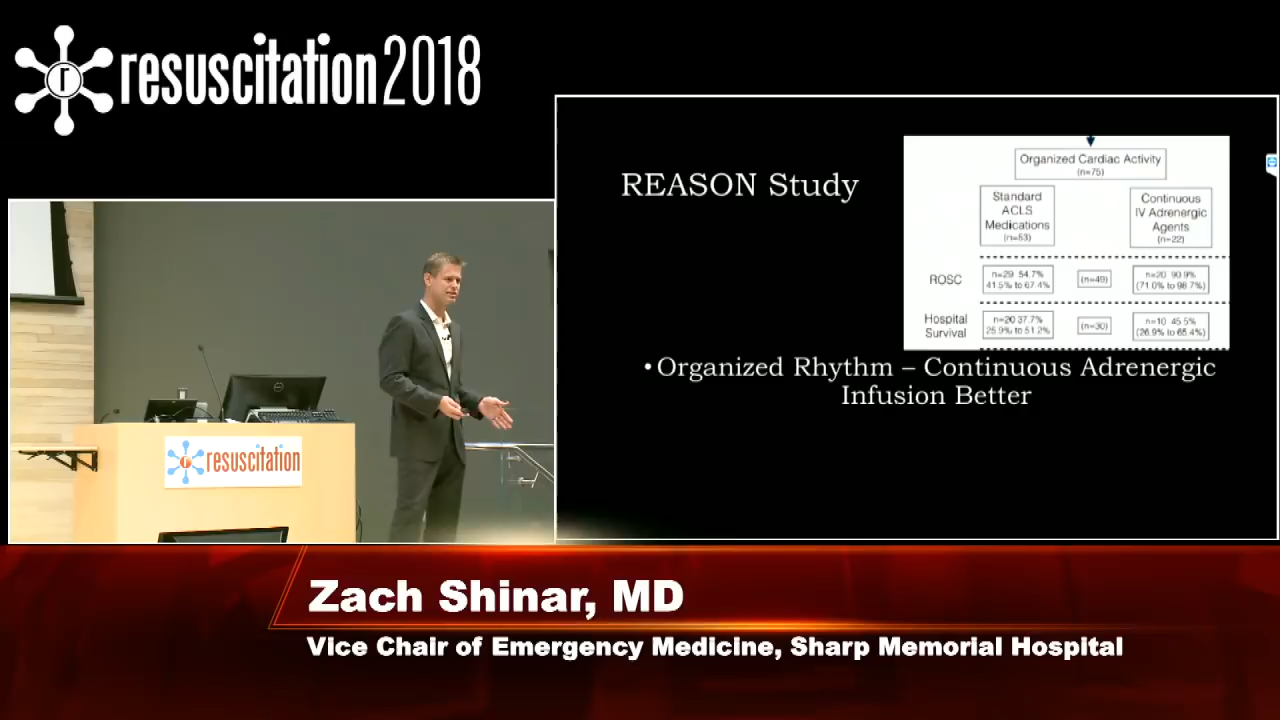 resuscitation2018
REASON Study
Organized Cardiac Activity
(n=75)
Standard
ACLS
Medications
(n=53)
Continuous
IV Adrenergic
Agents
(n=22)
ROSC
n=29 54.7%
41.5% to 67.4%
(n=49)
n=20 90.9%
(71.0% to 98.7%)
Hospital
Survival
n=20 37.7%
25.9% to 51.2%
(n=30)
n=10 45.5%
(26.9% to 65.4%)
• Organized Rhythm – Continuous Adrenergic
Infusion Better
resuscitation
Zach Shinar, MD
Vice Chair of Emergency Medicine, Sharp Memorial Hospital